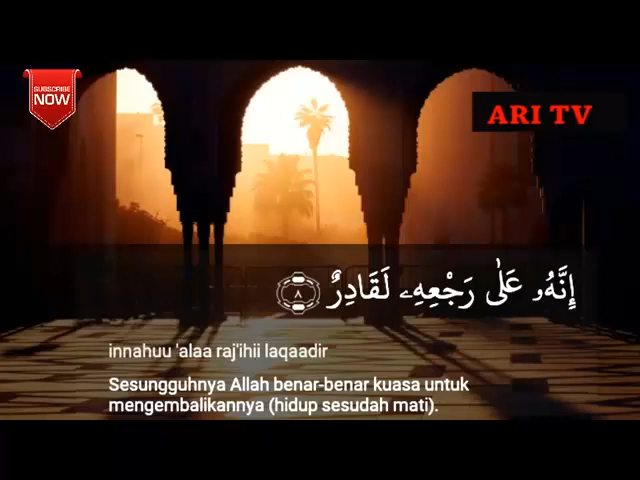 SUBSCRIBE
NOW
ARI TV
إِنَّهُۥ عَلَىٰ رَجْعِهِۦ لَقَادِرٌ ۝٨
innahuu 'alaa raj'ihii laqaadir
Sesungguhnya Allah benar-benar kuasa untuk
mengembalikannya (hidup sesudah mati).